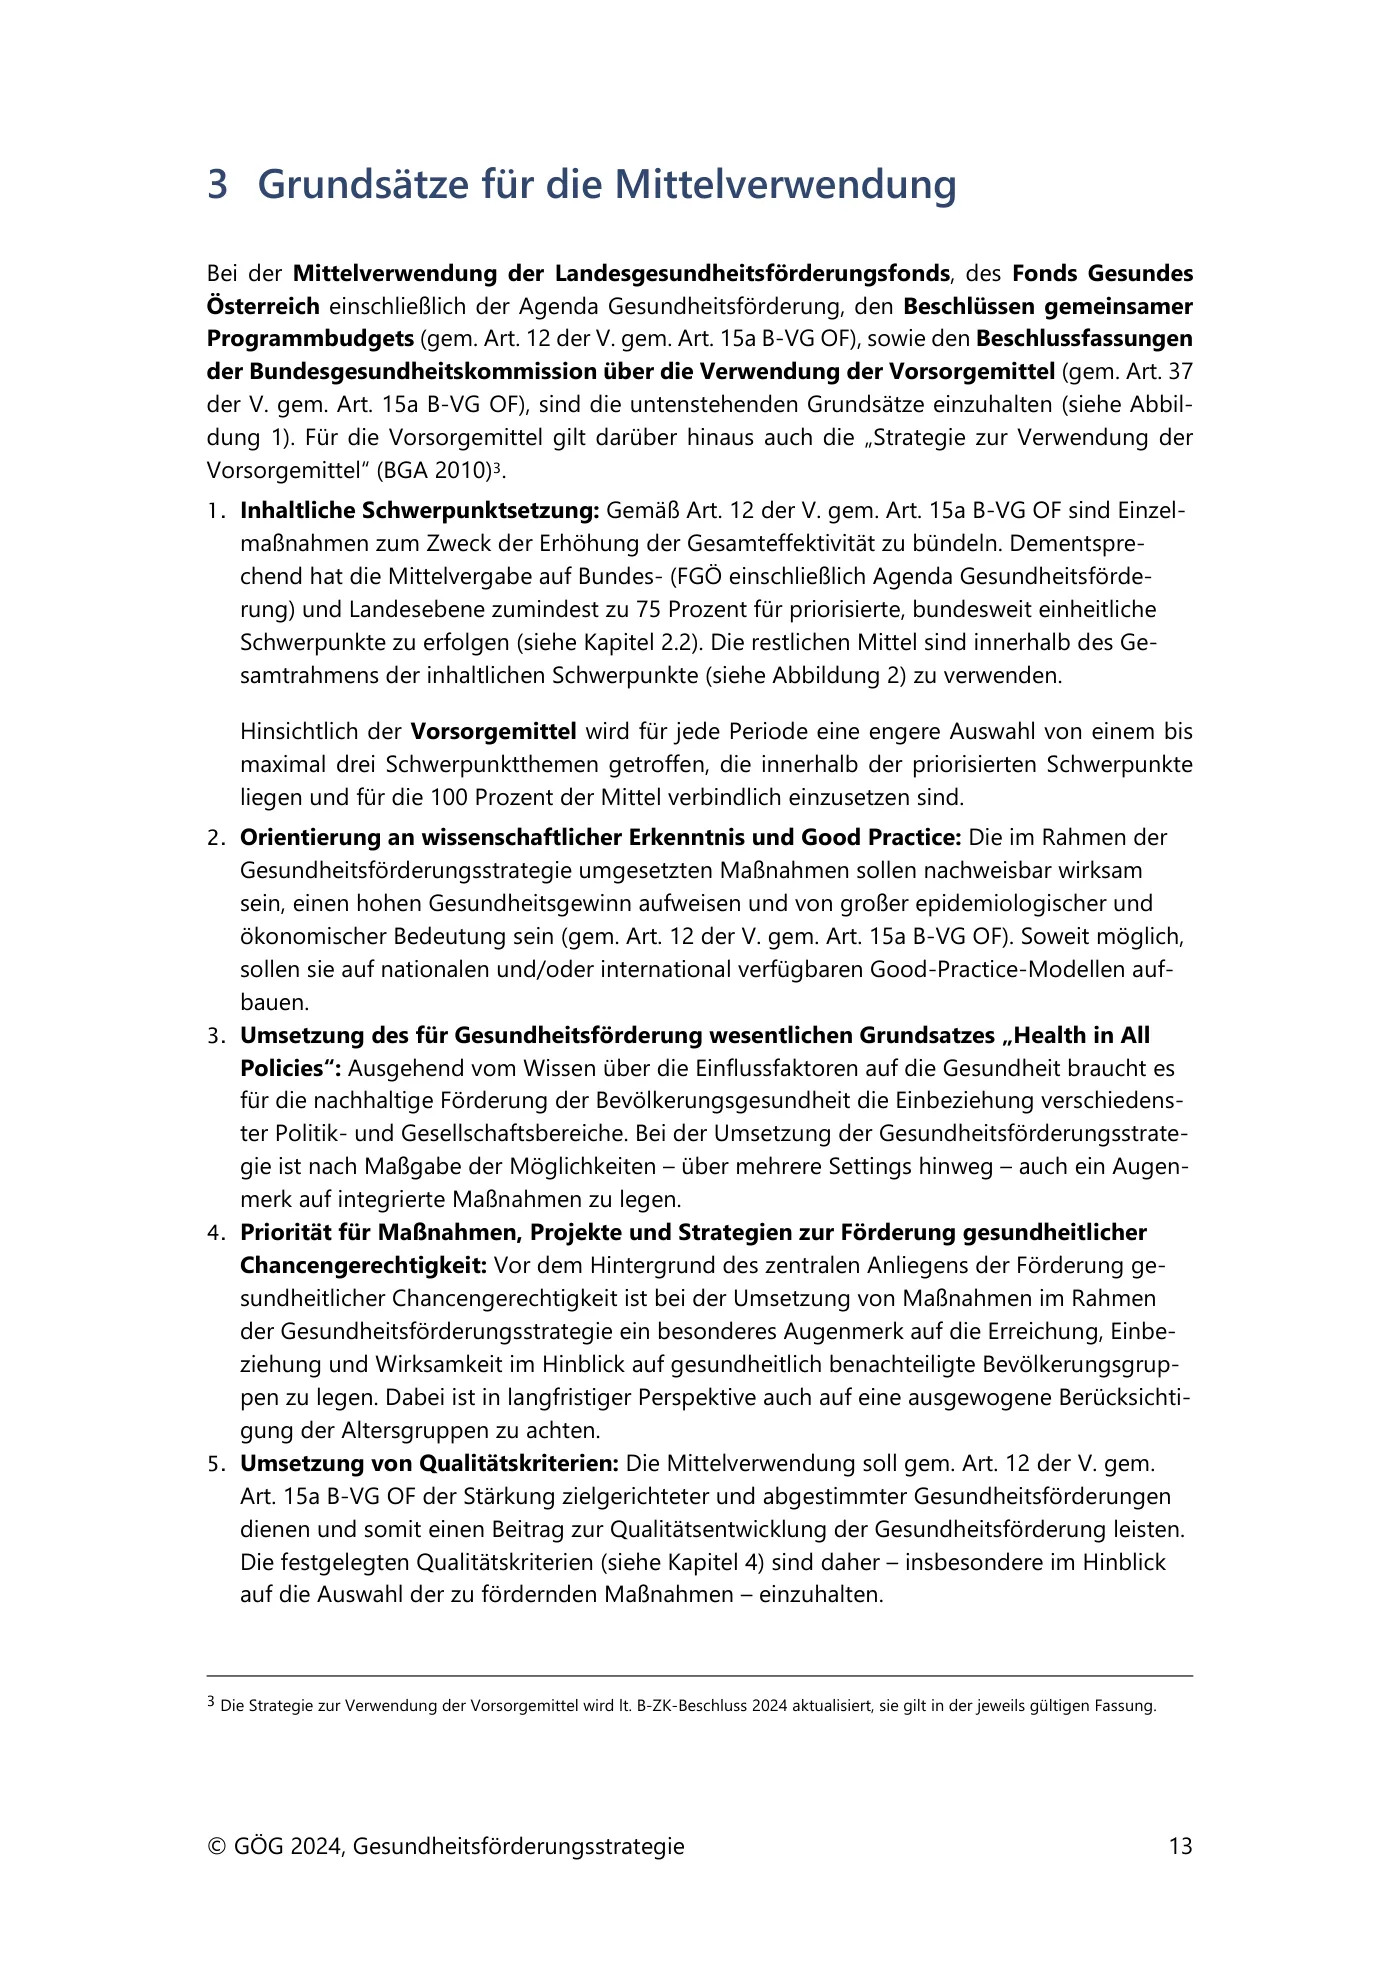 3 Grundsätze für die Mittelverwendung
Bei der Mittelverwendung der Landesgesundheitsförderungsfonds, des Fonds Gesundes
Österreich einschließlich der Agenda Gesundheitsförderung, den Beschlüssen gemeinsamer
Programmbudgets (gem. Art. 12 der V. gem. Art. 15a B-VG OF), sowie den Beschlussfassungen
der Bundesgesundheitskommission über die Verwendung der Vorsorgemittel (gem. Art. 37
der V. gem. Art. 15a B-VG OF), sind die untenstehenden Grundsätze einzuhalten (siehe Abbil-
dung 1). Für die Vorsorgemittel gilt darüber hinaus auch die „Strategie zur Verwendung der
Vorsorgemittel“ (BGA 2010)3.
1. Inhaltliche Schwerpunktsetzung: Gemäß Art. 12 der V. gem. Art. 15a B-VG OF sind Einzel-
maßnahmen zum Zweck der Erhöhung der Gesamteffektivität zu bündeln. Dementspre-
chend hat die Mittelvergabe auf Bundes- (FGÖ einschließlich Agenda Gesundheitsförde-
rung) und Landesebene zumindest zu 75 Prozent für priorisierte, bundesweit einheitliche
Schwerpunkte zu erfolgen (siehe Kapitel 2.2). Die restlichen Mittel sind innerhalb des Ge-
samtrahmens der inhaltlichen Schwerpunkte (siehe Abbildung 2) zu verwenden.
Hinsichtlich der Vorsorgemittel wird für jede Periode eine engere Auswahl von einem bis
maximal drei Schwerpunktthemen getroffen, die innerhalb der priorisierten Schwerpunkte
liegen und für die 100 Prozent der Mittel verbindlich einzusetzen sind.
2. Orientierung an wissenschaftlicher Erkenntnis und Good Practice: Die im Rahmen der
Gesundheitsförderungsstrategie umgesetzten Maßnahmen sollen nachweisbar wirksam
sein, einen hohen Gesundheitsgewinn aufweisen und von großer epidemiologischer und
ökonomischer Bedeutung sein (gem. Art. 12 der V. gem. Art. 15a B-VG OF). Soweit möglich,
sollen sie auf nationalen und/oder international verfügbaren Good-Practice-Modellen auf-
bauen.
3. Umsetzung des für Gesundheitsförderung wesentlichen Grundsatzes „Health in All
Policies“: Ausgehend vom Wissen über die Einflussfaktoren auf die Gesundheit braucht es
für die nachhaltige Förderung der Bevölkerungsgesundheit die Einbeziehung verschiedens-
ter Politik- und Gesellschaftsbereiche. Bei der Umsetzung der Gesundheitsförderungsstrate-
gie ist nach Maßgabe der Möglichkeiten – über mehrere Settings hinweg – auch ein Augen-
merk auf integrierte Maßnahmen zu legen.
4. Priorität für Maßnahmen, Projekte und Strategien zur Förderung gesundheitlicher
Chancengerechtigkeit: Vor dem Hintergrund des zentralen Anliegens der Förderung ge-
sundheitlicher Chancengerechtigkeit ist bei der Umsetzung von Maßnahmen im Rahmen
der Gesundheitsförderungsstrategie ein besonderes Augenmerk auf die Erreichung, Einbe-
ziehung und Wirksamkeit im Hinblick auf gesundheitlich benachteiligte Bevölkerungsgrup-
pen zu legen. Dabei ist in langfristiger Perspektive auch auf eine ausgewogene Berücksichti-
gung der Altersgruppen zu achten.
5. Umsetzung von Qualitätskriterien: Die Mittelverwendung soll gem. Art. 12 der V. gem.
Art. 15a B-VG OF der Stärkung zielgerichteter und abgestimmter Gesundheitsförderungen
dienen und somit einen Beitrag zur Qualitätsentwicklung der Gesundheitsförderung leisten.
Die festgelegten Qualitätskriterien (siehe Kapitel 4) sind daher – insbesondere im Hinblick
auf die Auswahl der zu fördernden Maßnahmen – einzuhalten.
3 Die Strategie zur Verwendung der Vorsorgemittel wird lt. B-ZK-Beschluss 2024 aktualisiert, sie gilt in der jeweils gültigen Fassung.
© GÖG 2024, Gesundheitsförderungsstrategie 13